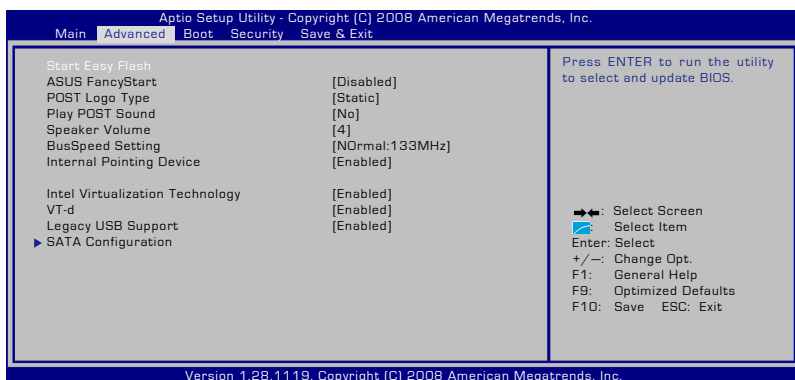 Aptio Setup Utility - Copyright (C) 2008 American Megatrends, Inc.
Main Advanced Boot Security Save & Exit
Start Easy Flash
ASUS FancyStart [Disabled]
POST Logo Type [Static]
Play POST Sound [No]
Speaker Volume [4]
BusSpeed Setting [NOrmal:133MHz]
Internal Pointing Device [Enabled]
Intel Virtualization Technology [Enabled]
VT-d [Enabled]
Legacy USB Support [Enabled]
SATA Configuration
Press ENTER to run the utility
to select and update BIOS.
: Select Screen
: Select Item
Enter: Select
+/—: Change Opt.
F1: General Help
F9: Optimized Defaults
F10: Save ESC: Exit
Version 1.28.1119. Copyright (C) 2008 American Megatrends, Inc.